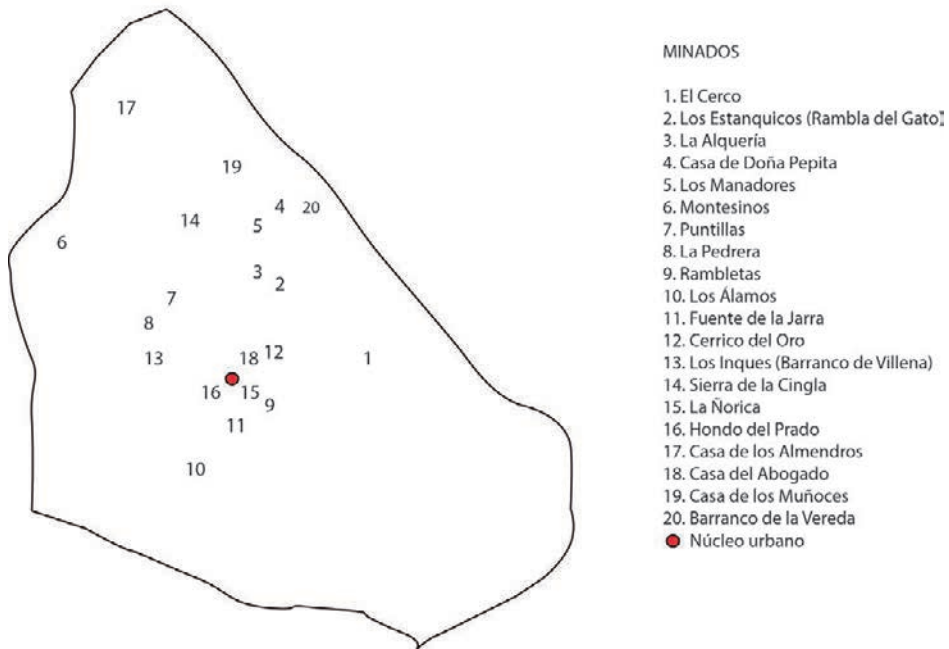 17
19
4
20
14
5
6
3
2
7
8
12
13
18
1
16
15
9
11
10
MINADOS
1. El Cerco
2. Los Estanquicos (Rambla del Gato)
3. La Alquería
4. Casa de Doña Pepita
5. Los Manadores
6. Montesinos
7. Puntillas
8. La Pedrera
9. Rambletas
10. Los Álamos
11. Fuente de la Jarra
12. Cerrico del Oro
13. Los Inques (Barranco de Villena)
14. Sierra de la Cingla
15. La Ñorica
16. Hondo del Prado
17. Casa de los Almendros
18. Casa del Abogado
19. Casa de los Muñoces
20. Barranco de la Vereda
Núcleo urbano